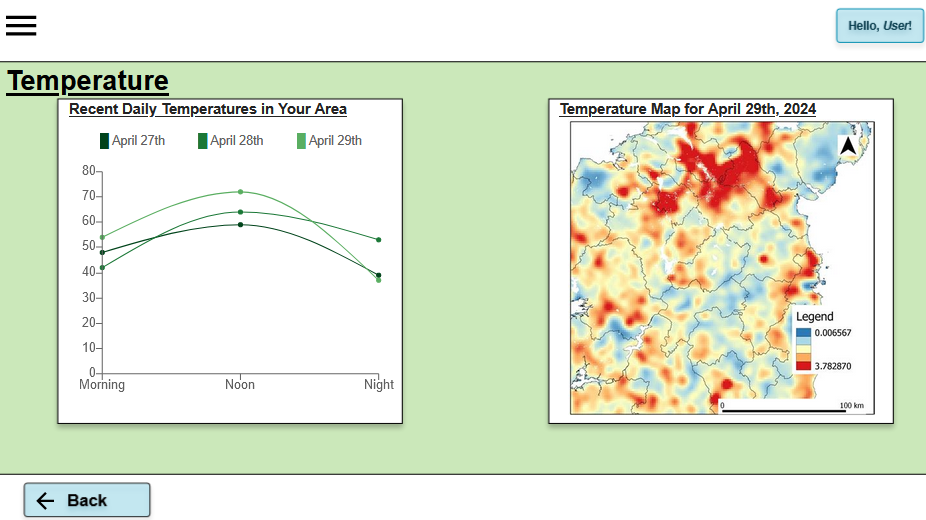 Hello, User!
Temperature
Recent Daily Temperatures in Your Area
April 27th April 28th April 29th
80
70
60
50
40
30
20
10
0
Morning Noon Night
Temperature Map for April 29th, 2024
Legend
0.006567
3.782870
0 100 km
Back